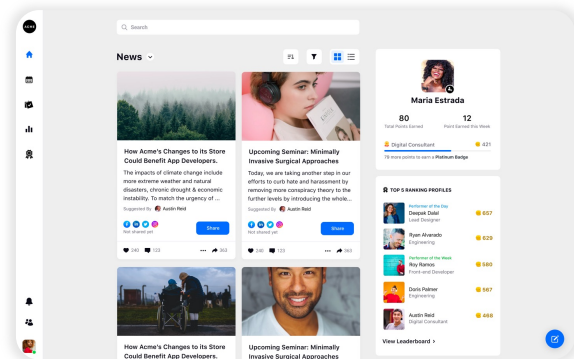 ACME
Search
News
How Acme's Changes to its Store
Could Benefit App Developers.
The impacts of climate change include
more extreme weather and natural
disasters, chronic drought & economic
instability. To match the urgency of ...
Suggested By Austin Reid
Not shared yet
Share
240 123 363
Upcoming Seminar: Minimally
Invasive Surgical Approaches
Today, we are taking another step in our
efforts to curb hate and harassment by
removing more conspiracy theory to the
further levels by introducing the whole...
Suggested By Austin Reid
Not shared yet
Share
240 123 363
How Acme's Changes to its Store
Could Benefit App Developers.
Upcoming Seminar: Minimally
Invasive Surgical Approaches
Maria Estrada
80
Total Points Earned
12
Point Earned this Week
Digital Consultant 421
79 more points to earn a Platinum Badge
TOP 5 RANKING PROFILES
Performer of the Day
Deepak Dalal 657
Lead Designer
Ryan Alvarado 629
Engineering
Performer of the Week
Roy Ramos 580
Front-end Developer
Doris Palmer 567
Engineering
Austin Reid 468
Digital Consultant
View Leaderboard >